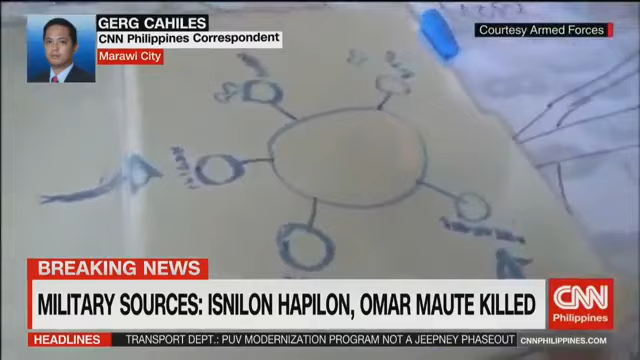 GERG CAHILES
CNN Philippines Correspondent
Marawi City
Courtesy Armed Forces
BREAKING NEWS
MILITARY SOURCES: ISNILON HAPILON, OMAR MAUTE KILLED
CNN
PHILIPPINES
HEADLINES
TRANSPORT DEPT.: PUV MODERNIZATION PROGRAM NOT A JEEPNEY PHASEOUT
CNNPHILIPPINES.COM